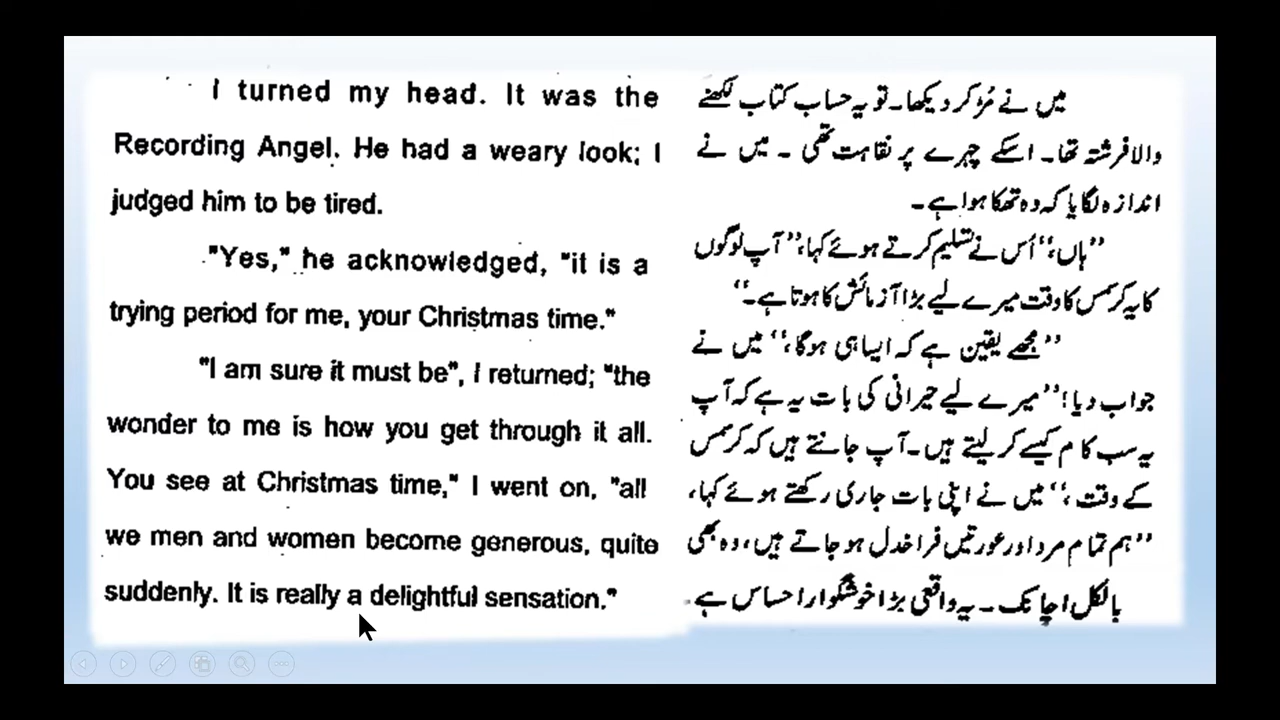 I turned my head. It was the
Recording Angel. He had a weary look; I
judged him to be tired.
"Yes," he acknowledged, "it is a
trying period for me, your Christmas time."
"I am sure it must be", I returned; "the
wonder to me is how you get through it all.
You see at Christmas time," I went on, "all
we men and women become generous, quite
suddenly. It is really a delightful sensation."
میں نے مُڑ کر دیکھا۔ تو یہ حساب کتاب لکھنے
والا فرشتہ تھا۔ اسکے چہرے پر نقاہت تھی ۔ میں نے
اندازہ لگایا کہ وہ تھکا ہوا ہے ۔
”ہاں،“ اُس نے تسلیم کرتے ہوئے کہا، ”آپ لوگوں
کا یہ کرسمس کا وقت میرے لیے بڑا آزمائش کا ہوتا ہے۔“
”مجھے یقین ہے کہ ایسا ہی ہوگا،“ میں نے
جواب دیا؛ ”میرے لیے حیرانی کی بات یہ ہے کہ آپ
یہ سب کام کیسے کر لیتے ہیں۔ آپ جانتے ہیں کہ کرسمس
کے وقت ،“ میں نے اپنی بات جاری رکھتے ہوئے کہا،
”ہم تمام مرد اور عورتیں فراخدل ہو جاتے ہیں، وہ بھی
بالکل اچانک ۔ یہ واقعی بڑا خوشگوار احساس ہے